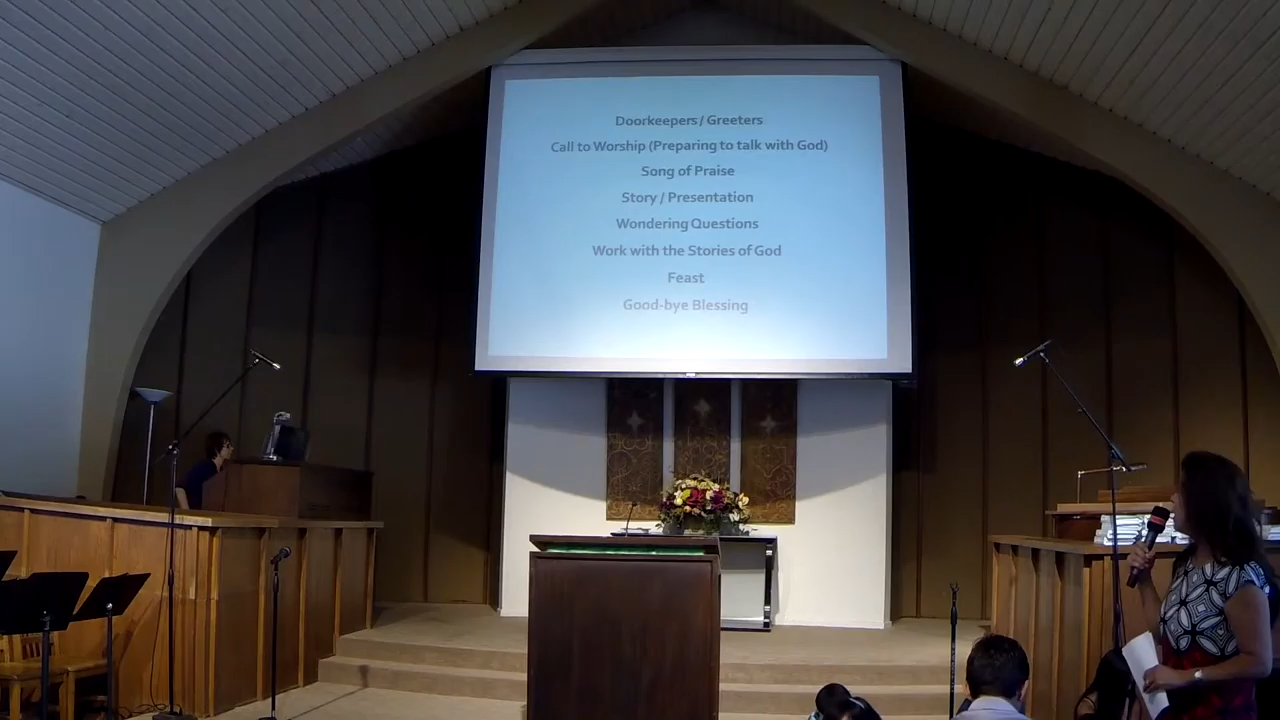 Doorkeepers / Greeters
Call to Worship (Preparing to talk with God)
Song of Praise
Story / Presentation
Wondering Questions
Work with the Stories of God
Feast
Good-bye Blessing